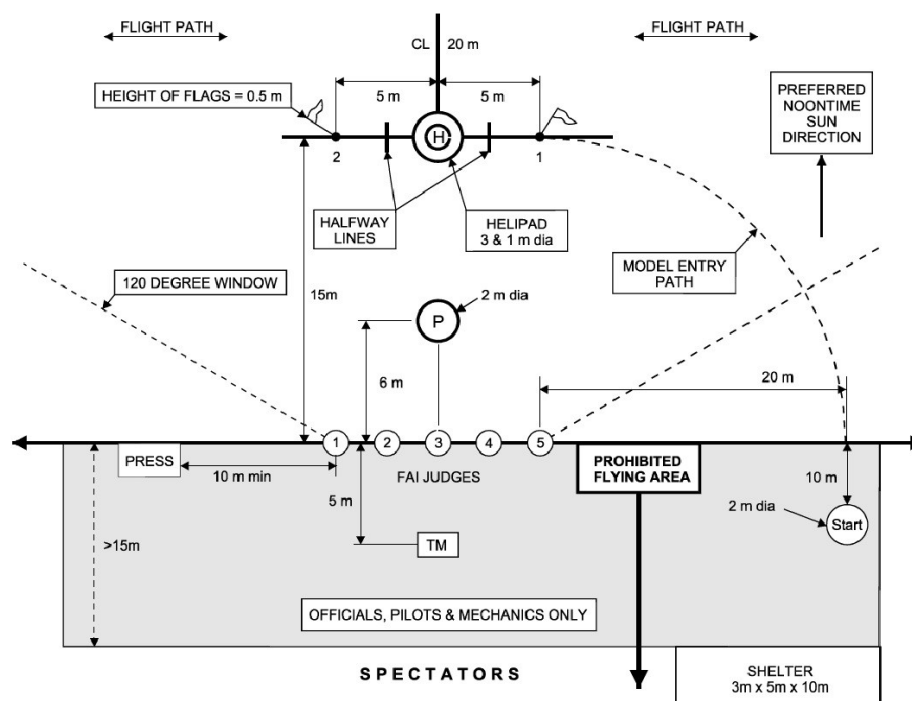 FLIGHT PATH
FLIGHT PATH
CL 20 m
5 m
5 m
HEIGHT OF FLAGS = 0.5 m
PREFERRED
NOONTIME
SUN
DIRECTION
H
2
1
HALFWAY
LINES
HELIPAD
3 & 1 m dia
MODEL ENTRY
PATH
120 DEGREE WINDOW
15m
2 m dia
P
6 m
20 m
1
2
3
4
5
PRESS
10 m min
FAI JUDGES
PROHIBITED
FLYING AREA
10 m
5 m
2 m dia
Start
>15m
TM
OFFICIALS, PILOTS & MECHANICS ONLY
SPECTATORS
SHELTER
3m x 5m x 10m